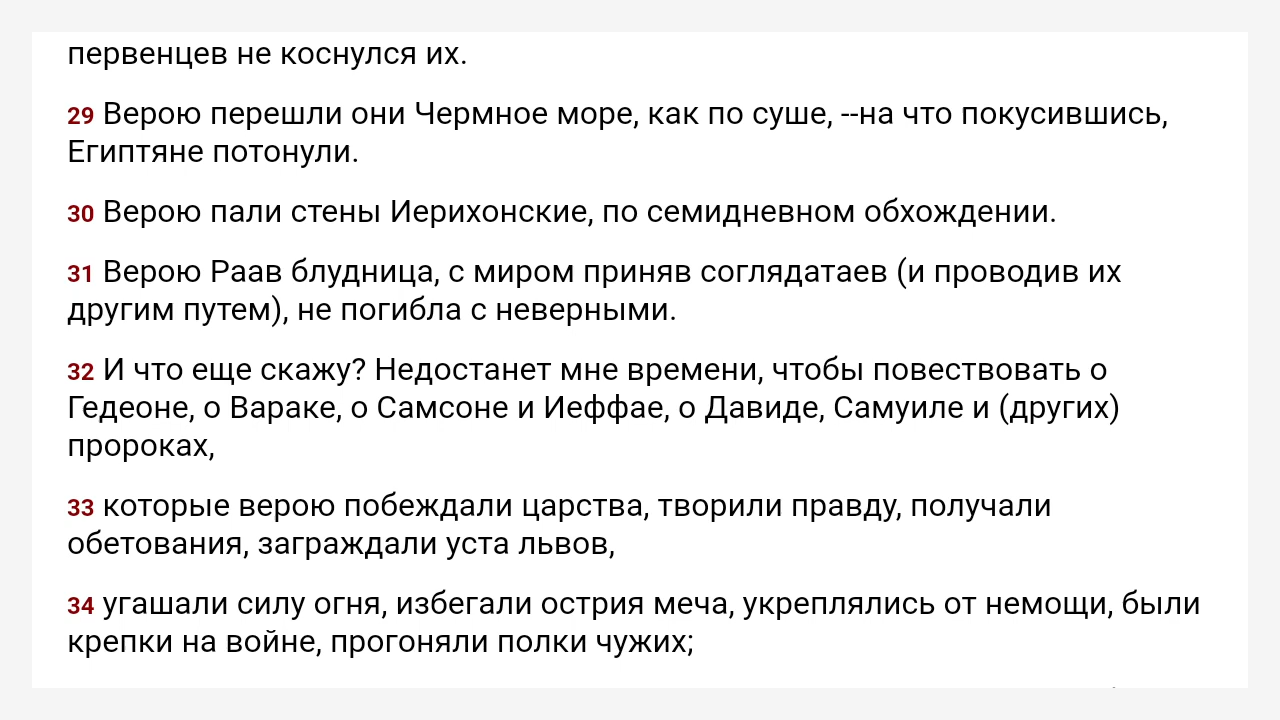 первенцев не коснулся их.
29 Верою перешли они Чермное море, как по суше, --на что покусившись,
Египтяне потонули.
30 Верою пали стены Иерихонские, по семидневном обхождении.
31 Верою Раав блудница, с миром приняв соглядатаев (и проводив их
другим путем), не погибла с неверными.
32 И что еще скажу? Недостанет мне времени, чтобы повествовать о
Гедеоне, о Вараке, о Самсоне и Иеффае, о Давиде, Самуиле и (других)
пророках,
33 которые верою побеждали царства, творили правду, получали
обетования, заграждали уста львов,
34 угашали силу огня, избегали острия меча, укреплялись от немощи, были
крепки на войне, прогоняли полки чужих;